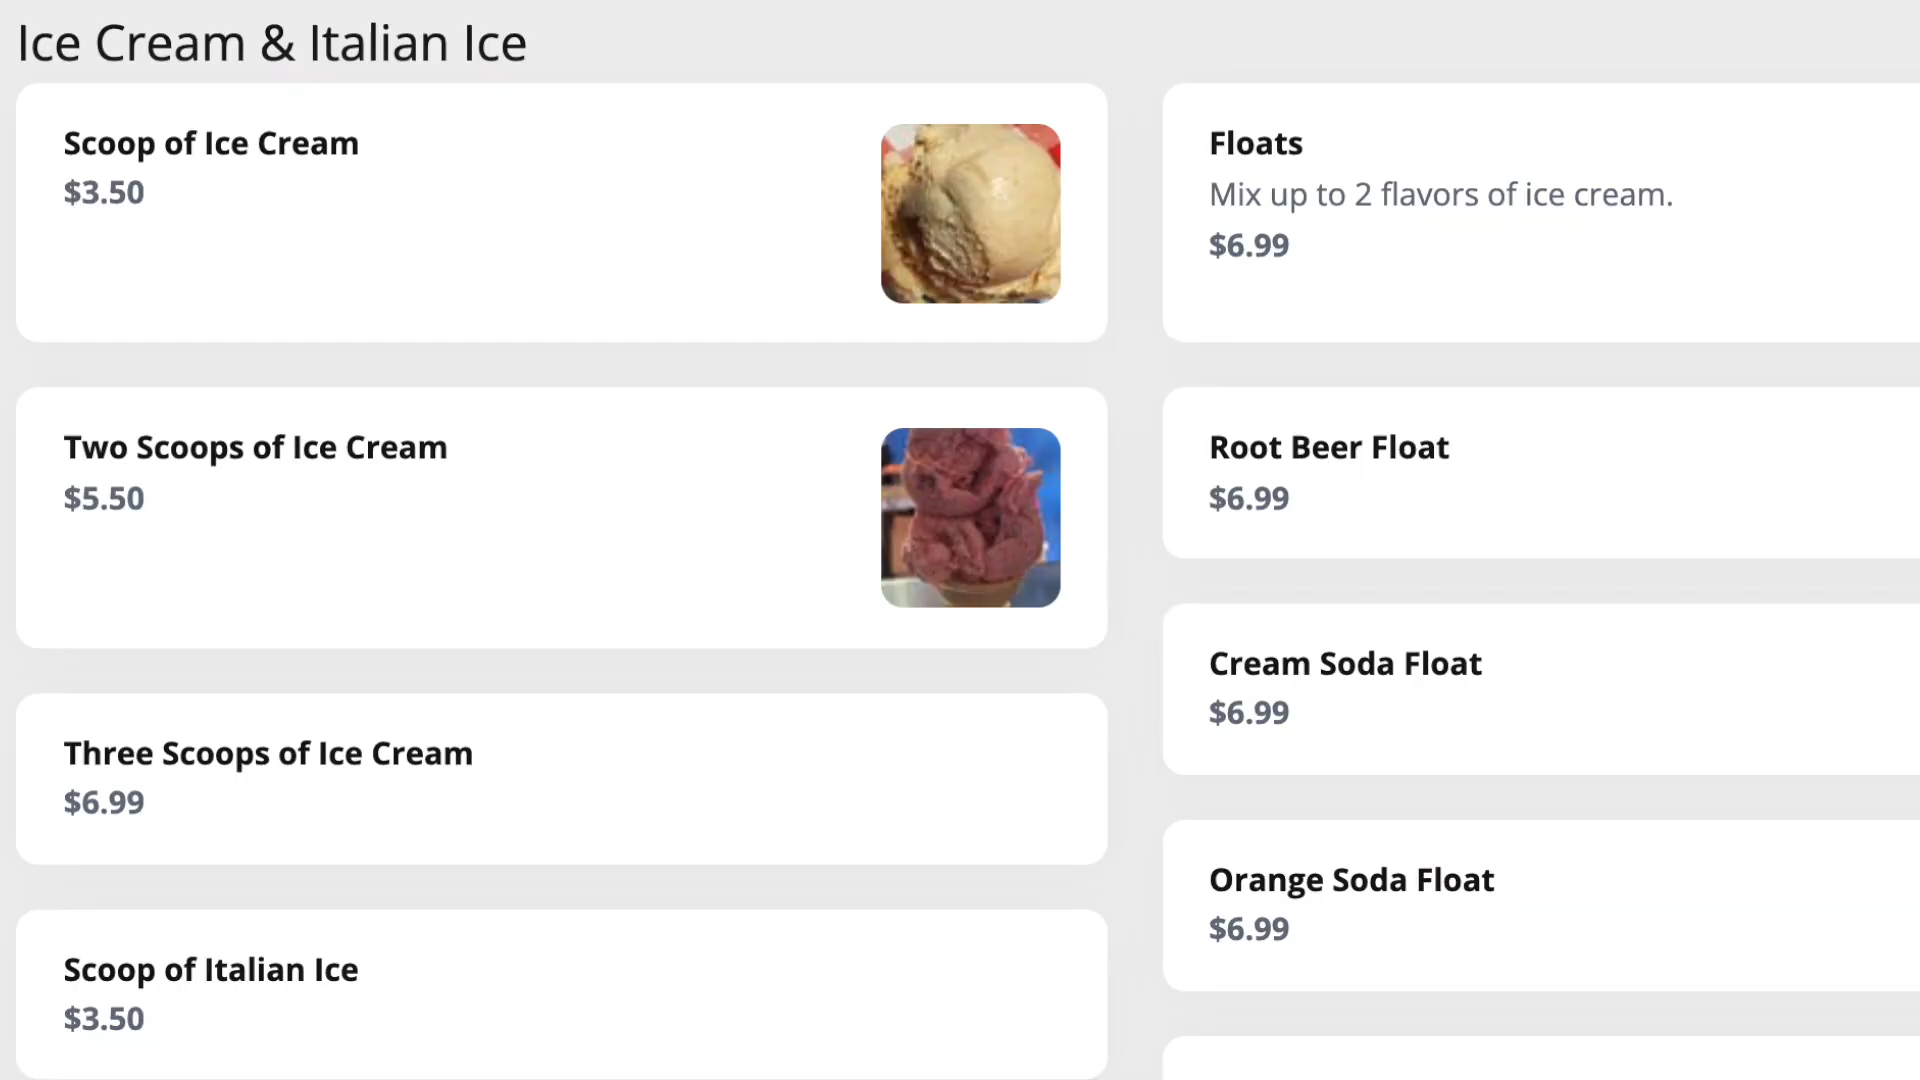 Ice Cream & Italian Ice
Scoop of Ice Cream
$3.50
Two Scoops of Ice Cream
$5.50
Three Scoops of Ice Cream
$6.99
Scoop of Italian Ice
$3.50
Floats
Mix up to 2 flavors of ice cream.
$6.99
Root Beer Float
$6.99
Cream Soda Float
$6.99
Orange Soda Float
$6.99